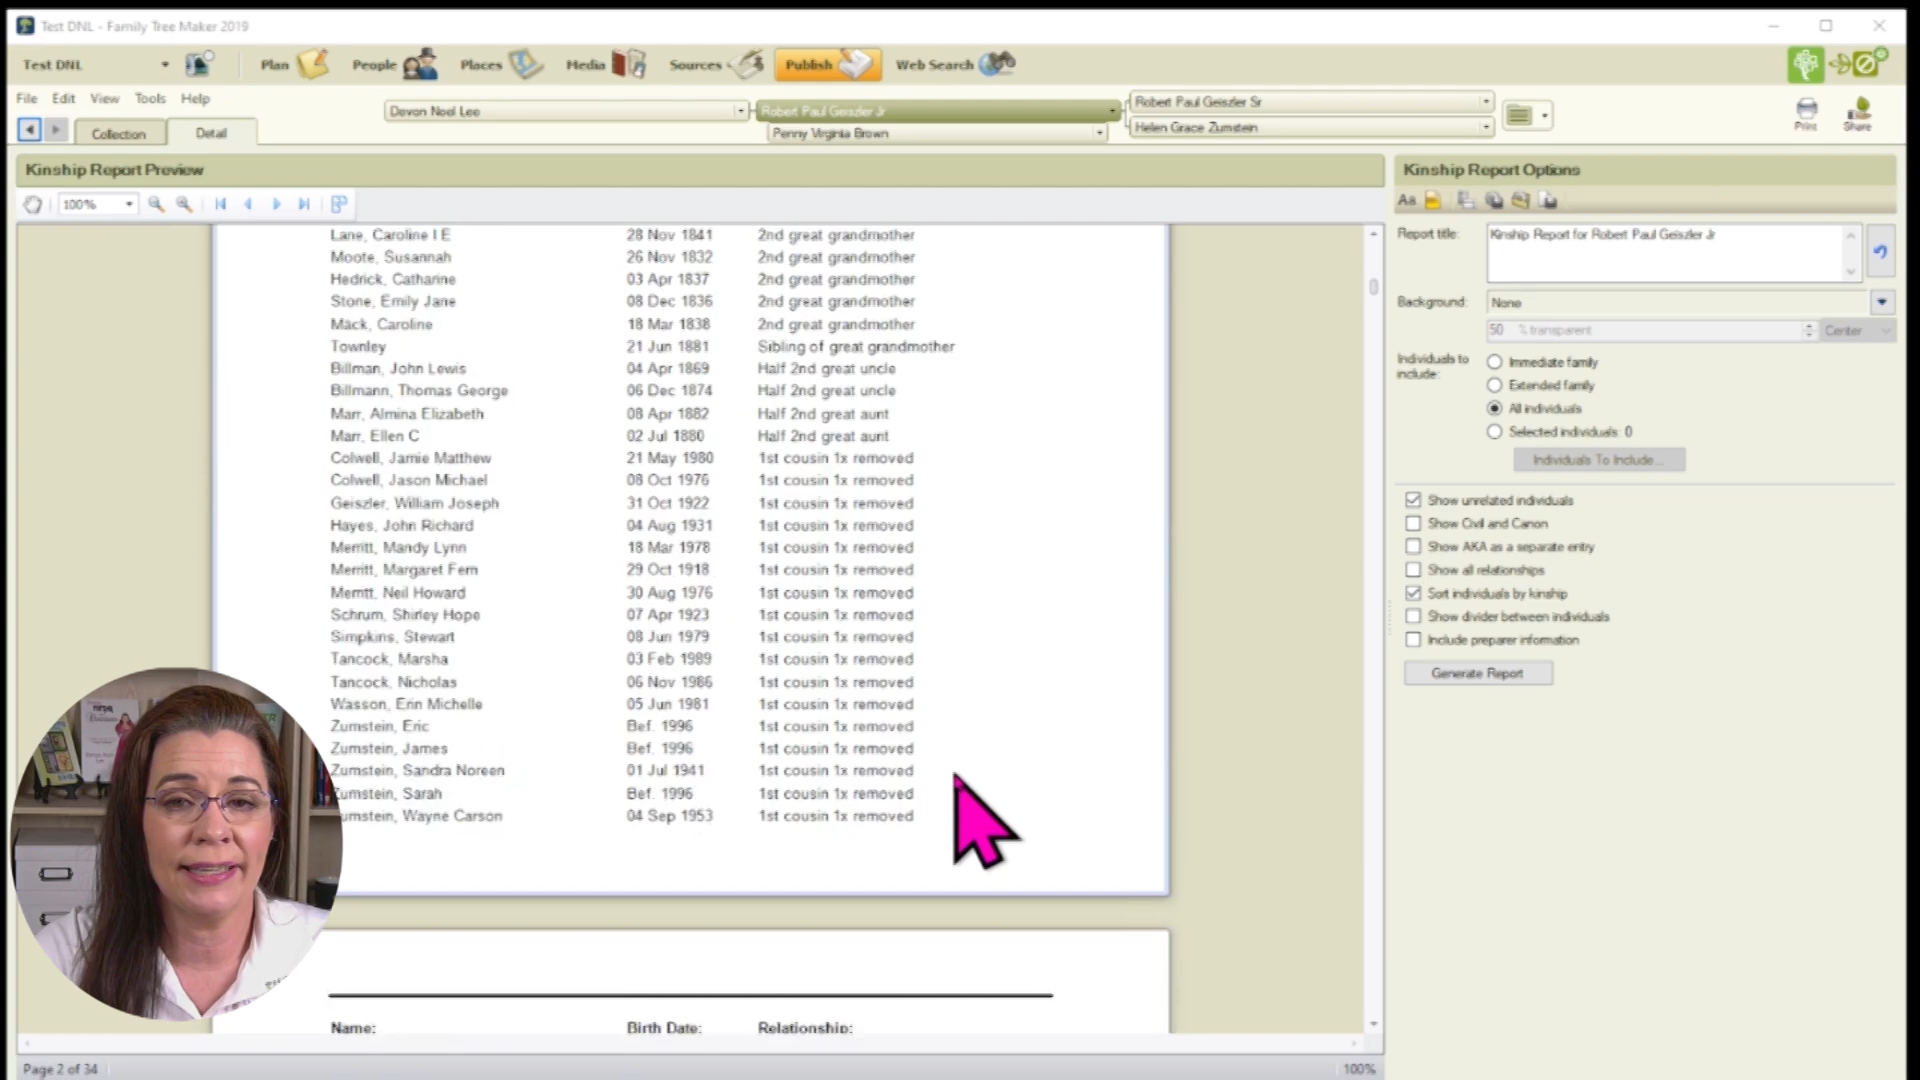 Test DNL - Family Tree Maker 2019
Test DNL
Plan
People
Places
Media
Sources
Publish
Web Search
File Edit View Tools Help
Collection
Detail
Devon Noel Lee
Robert Paul Geiszler Jr
Penny Virginia Brown
Robert Paul Geiszler Sr
Helen Grace Zumstein
Print
Share
Kinship Report Preview
100%
Lane, Caroline I E 28 Nov 1841 2nd great grandmother
Moote, Susannah 26 Nov 1832 2nd great grandmother
Hedrick, Catharine 03 Apr 1837 2nd great grandmother
Stone, Emily Jane 08 Dec 1836 2nd great grandmother
Mack, Caroline 18 Mar 1838 2nd great grandmother
Townley 21 Jun 1881 Sibling of great grandmother
Billman, John Lewis 04 Apr 1869 Half 2nd great uncle
Billmann, Thomas George 06 Dec 1874 Half 2nd great uncle
Marr, Almina Elizabeth 08 Apr 1882 Half 2nd great aunt
Marr, Ellen C 02 Jul 1880 Half 2nd great aunt
Colwell, Jamie Matthew 21 May 1980 1st cousin 1x removed
Colwell, Jason Michael 08 Oct 1976 1st cousin 1x removed
Geiszler, William Joseph 31 Oct 1922 1st cousin 1x removed
Hayes, John Richard 04 Aug 1931 1st cousin 1x removed
Merritt, Mandy Lynn 18 Mar 1978 1st cousin 1x removed
Merritt, Margaret Fern 29 Oct 1918 1st cousin 1x removed
Merritt, Neil Howard 30 Aug 1976 1st cousin 1x removed
Schrum, Shirley Hope 07 Apr 1923 1st cousin 1x removed
Simpkins, Stewart 08 Jun 1979 1st cousin 1x removed
Tancock, Marsha 03 Feb 1989 1st cousin 1x removed
Tancock, Nicholas 06 Nov 1986 1st cousin 1x removed
Wasson, Erin Michelle 05 Jun 1981 1st cousin 1x removed
Zumstein, Eric Bef. 1996 1st cousin 1x removed
Zumstein, James Bef. 1996 1st cousin 1x removed
Zumstein, Sandra Noreen 01 Jul 1941 1st cousin 1x removed
Zumstein, Sarah Bef. 1996 1st cousin 1x removed
umstein, Wayne Carson 04 Sep 1953 1st cousin 1x removed
Name: Birth Date: Relationship:
Page 2 of 34
100%
Kinship Report Options
Aa
Report title: Kinship Report for Robert Paul Geiszler Jr
Background: None
50 % transparent Center
Individuals to include:
Immediate family
Extended family
All individuals
Selected individuals: 0
Individuals To Include...
Show unrelated individuals
Show Civil and Canon
Show AKA as a separate entry
Show all relationships
Sort individuals by kinship
Show divider between individuals
Include preparer information
Generate Report